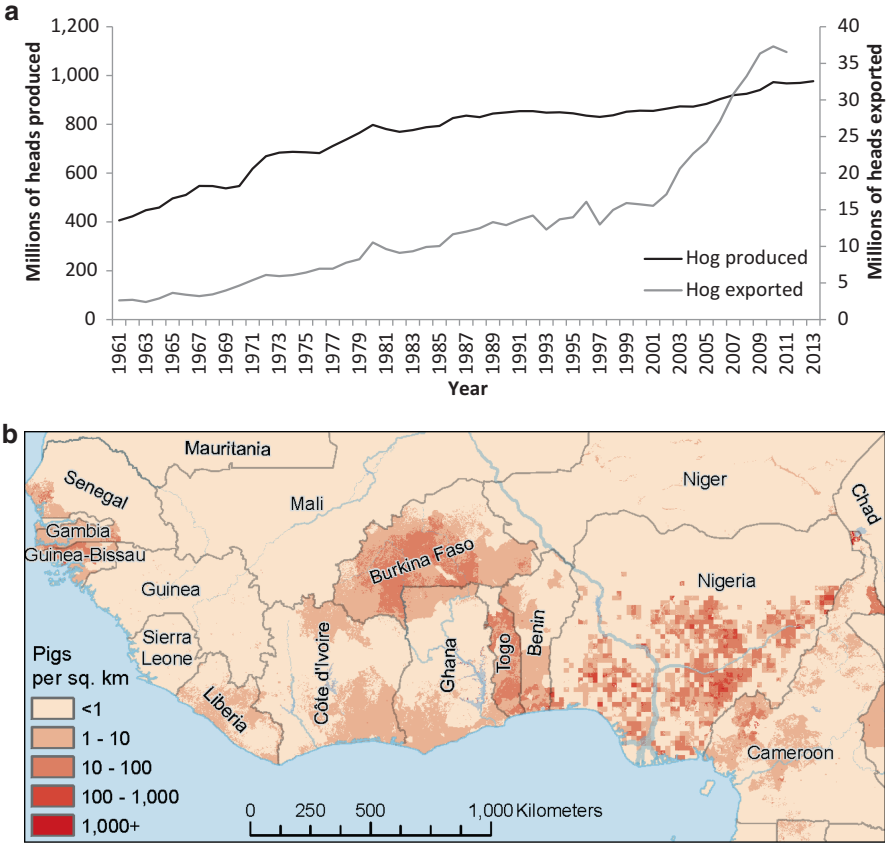 a
1,200
1,000
800
600
400
200
0
Millions of heads produced
40
35
30
25
20
15
10
5
0
Millions of heads exported
Hog produced
Hog exported
1961 1963 1965 1967 1969 1971 1973 1975 1977 1979 1981 1983 1985 1987 1989 1991 1993 1995 1997 1999 2001 2003 2005 2007 2009 2011 2013
Year
b
Mauritania
Senegal
Mali
Niger
Chad
Gambia
Guinea-Bissau
Burkina Faso
Guinea
Nigeria
Sierra
Leone
Liberia
Côte d'Ivoire
Ghana
Togo
Benin
Cameroon
Pigs
per sq. km
<1
1 - 10
10 - 100
100 - 1,000
1,000+
0 250 500 1,000 Kilometers